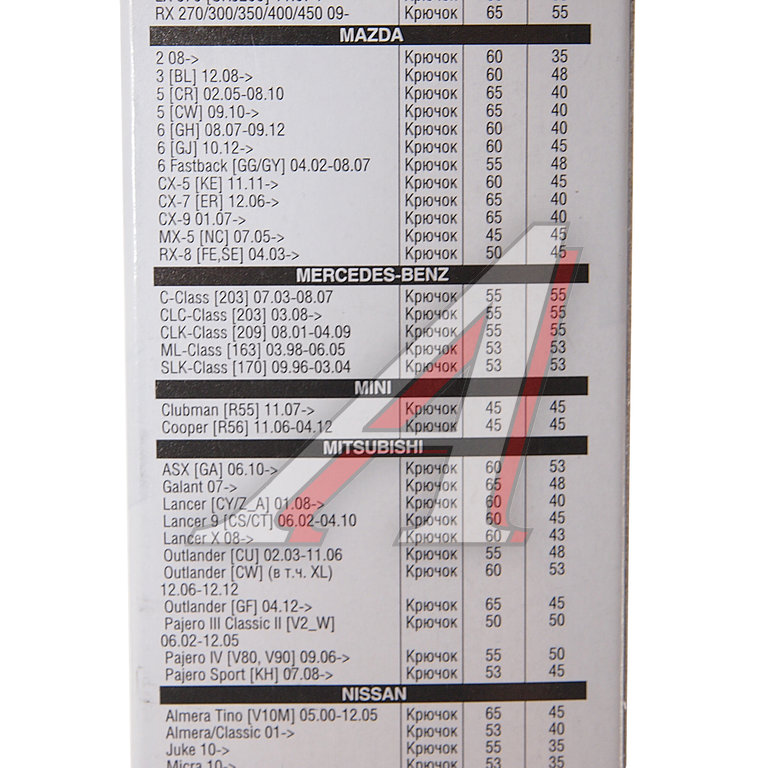 RX 270/300/350/400/450 09- Крючок 65 55
MAZDA
2 08-> Крючок 60 35
3 [BL] 12.08-> Крючок 60 48
5 [CR] 02.05-08.10 Крючок 65 40
5 [CW] 09.10-> Крючок 65 40
6 [GH] 08.07-09.12 Крючок 60 40
6 [GJ] 10.12-> Крючок 60 45
6 Fastback [GG/GY] 04.02-08.07 Крючок 55 48
CX-5 [KE] 11.11-> Крючок 60 45
CX-7 [ER] 12.06-> Крючок 65 40
CX-9 01.07-> Крючок 65 40
MX-5 [NC] 07.05-> Крючок 45 45
RX-8 [FE,SE] 04.03-> Крючок 50 45
MERCEDES-BENZ
C-Class [203] 07.03-08.07 Крючок 55 55
CLC-Class [203] 03.08-> Крючок 55 55
CLK-Class [209] 08.01-04.09 Крючок 55 55
ML-Class [163] 03.98-06.05 Крючок 53 53
SLK-Class [170] 09.96-03.04 Крючок 53 53
MINI
Clubman [R55] 11.07-> Крючок 45 45
Cooper [R56] 11.06-04.12 Крючок 45 45
MITSUBISHI
ASX [GA] 06.10-> Крючок 60 53
Galant 07-> Крючок 65 48
Lancer [CY/Z_A] 01.08-> Крючок 60 40
Lancer 9 [CS/CT] 06.02-04.10 Крючок 60 45
Lancer X 08-> Крючок 60 43
Outlander [CU] 02.03-11.06 Крючок 55 48
Outlander [CW] (в т.ч. XL) Крючок 60 53
12.06-12.12
Outlander [GF] 04.12-> Крючок 65 45
Pajero III Classic II [V2_W] Крючок 50 50
06.02-12.05
Pajero IV [V80, V90] 09.06-> Крючок 55 50
Pajero Sport [KH] 07.08-> Крючок 53 45
NISSAN
Almera Tino [V10M] 05.00-12.05 Крючок 65 45
Almera/Classic 01-> Крючок 53 40
Juke 10-> Крючок 55 35
Micra 10-> Крючок 53 35